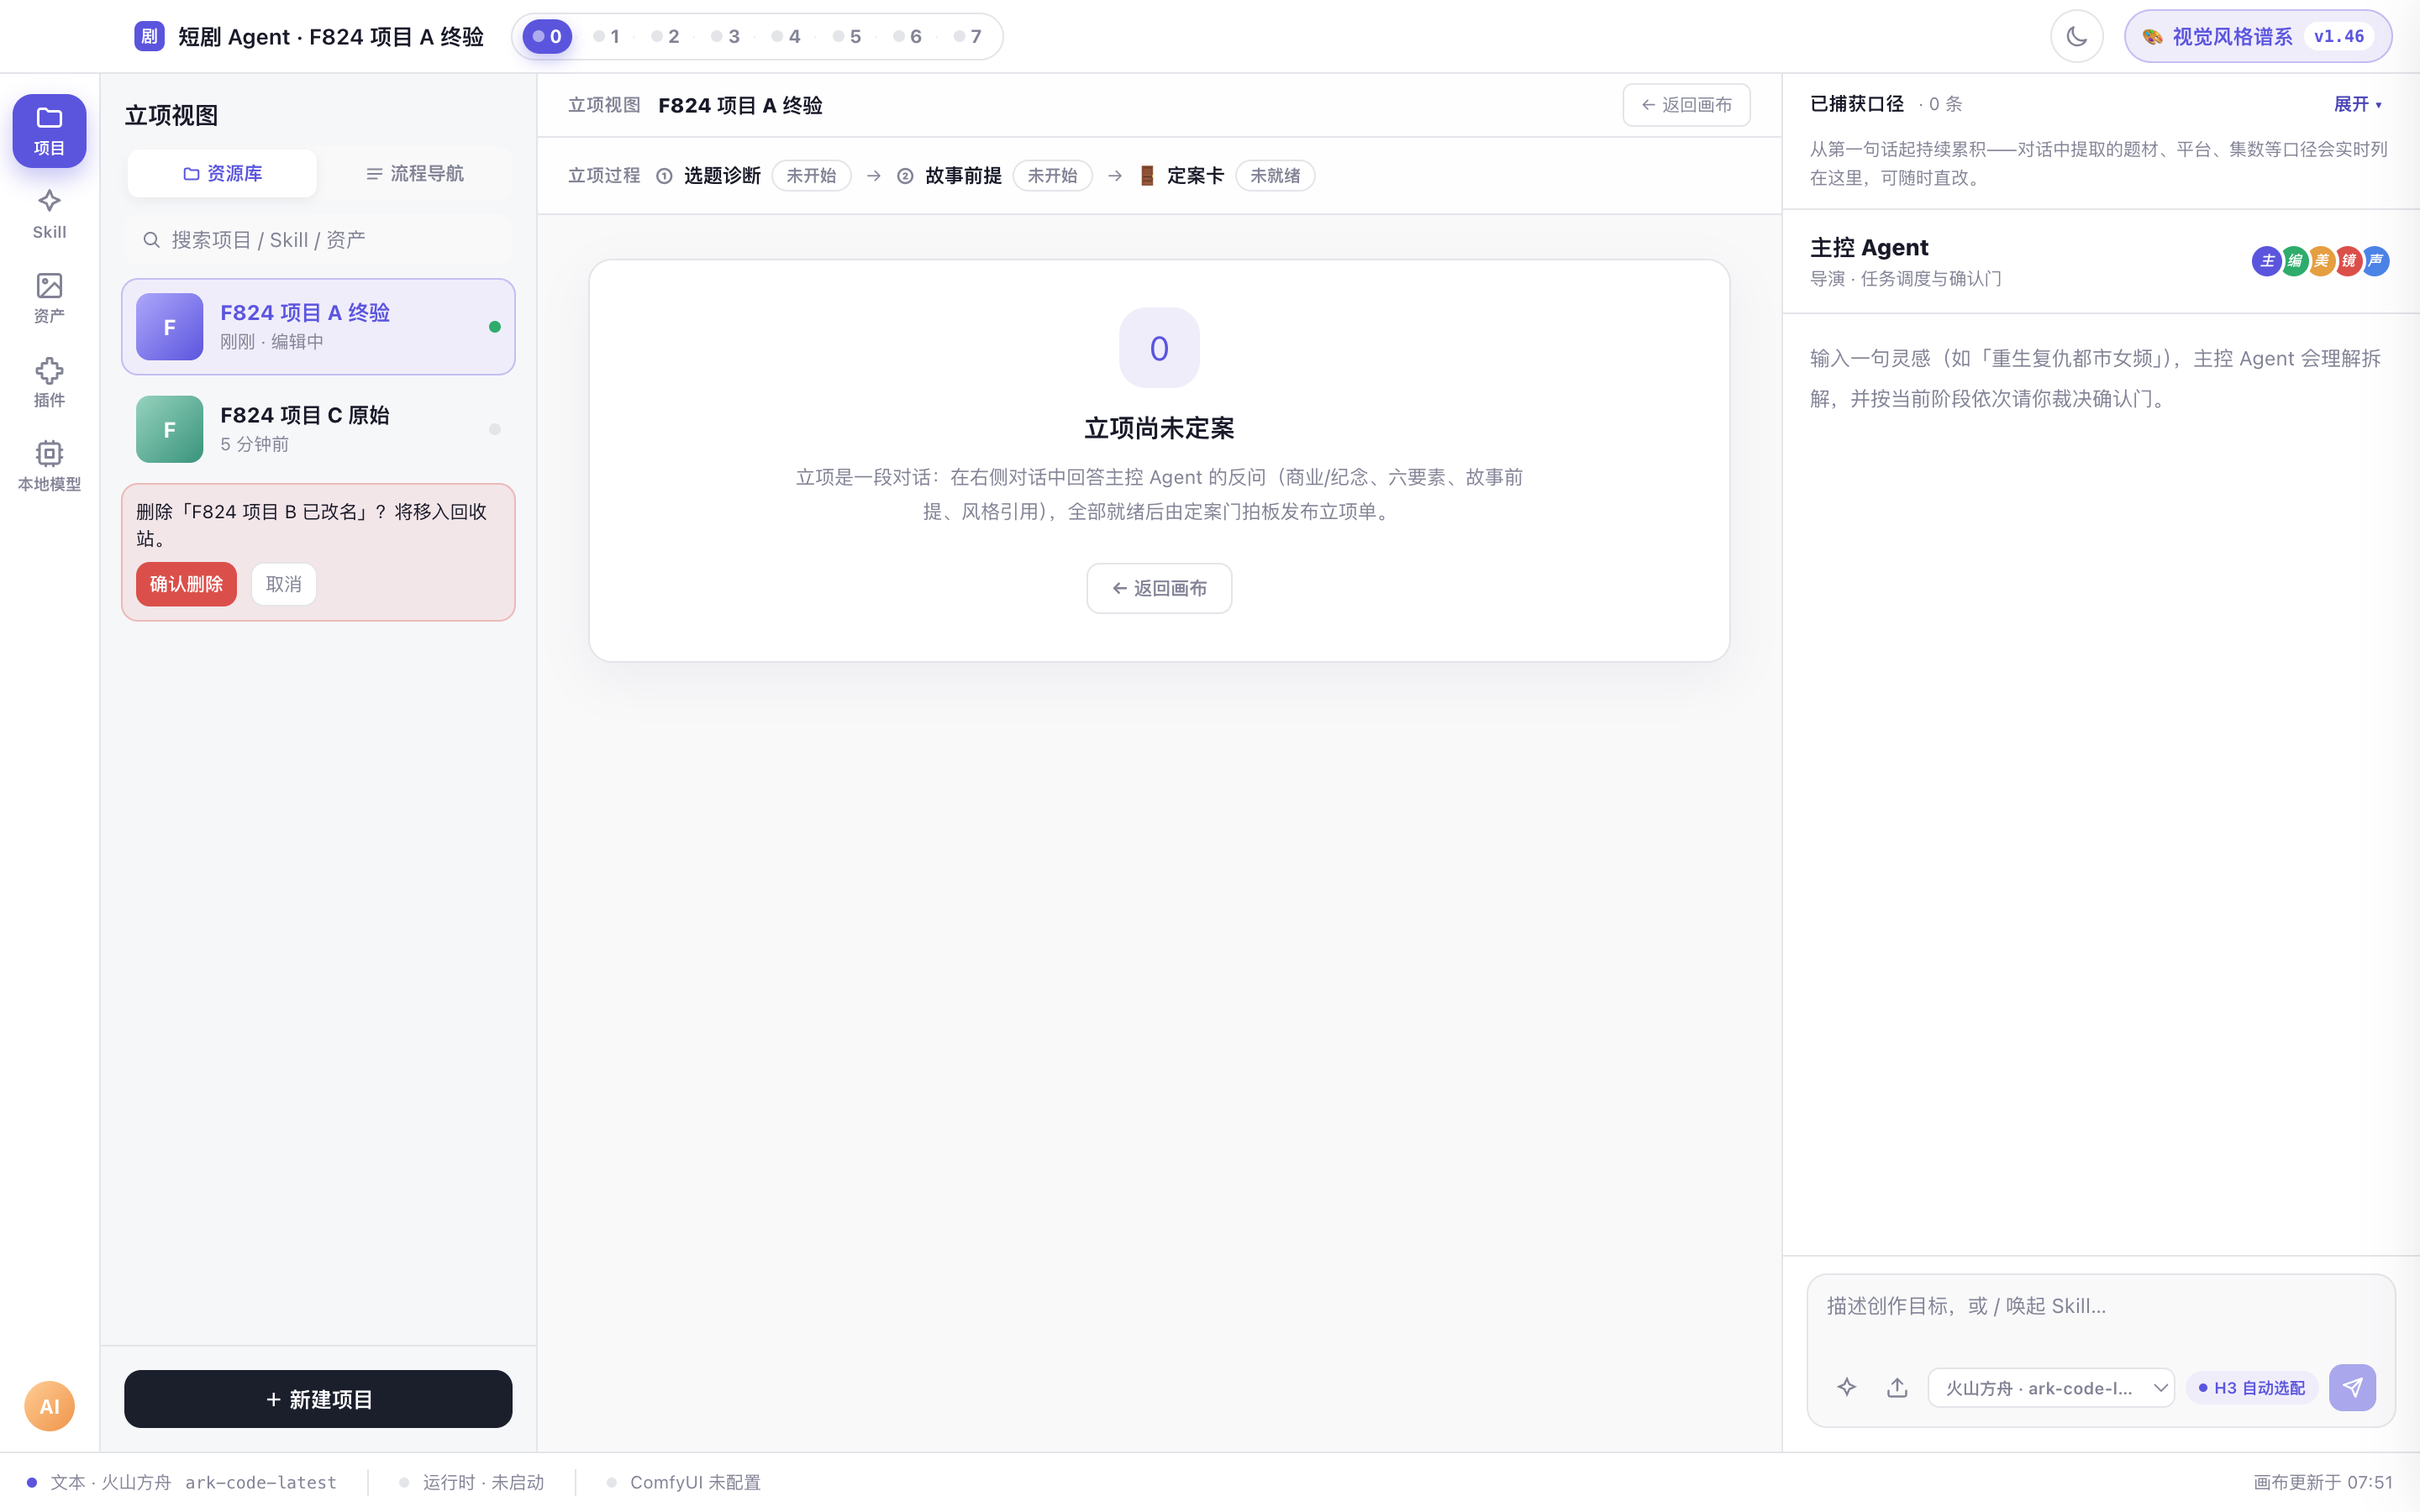 剧 短剧 Agent · F824 项目 A 终验
0 · 1 · 2 · 3 · 4 · 5 · 6 · 7
视觉风格谱系 v1.46
项目
Skill
资产
插件
本地模型
AI
立项视图
资源库 流程导航
搜索项目 / Skill / 资产
F
F824 项目 A 终验
刚刚 · 编辑中
F
F824 项目 C 原始
5 分钟前
删除「F824 项目 B 已改名」？将移入回收
站。
确认删除 取消
+ 新建项目
立项视图 F824 项目 A 终验 ← 返回画布
立项过程 ① 选题诊断 未开始 → ② 故事前提 未开始 → 定案卡 未就绪
0
立项尚未定案
立项是一段对话：在右侧对话中回答主控 Agent 的反问（商业/纪念、六要素、故事前
提、风格引用），全部就绪后由定案门拍板发布立项单。
← 返回画布
已捕获口径 · 0 条 展开 ▾
从第一句话起持续累积——对话中提取的题材、平台、集数等口径会实时列
在这里，可随时直改。
主控 Agent
导演 · 任务调度与确认门
主 编 美 镜 声
输入一句灵感（如「重生复仇都市女频」），主控 Agent 会理解拆
解，并按当前阶段依次请你裁决确认门。
描述创作目标，或 / 唤起 Skill...
火山方舟 · ark-code-l... H3 自动选配
文本 · 火山方舟 ark-code-latest 运行时 · 未启动 ComfyUI 未配置 画布更新于 07:51